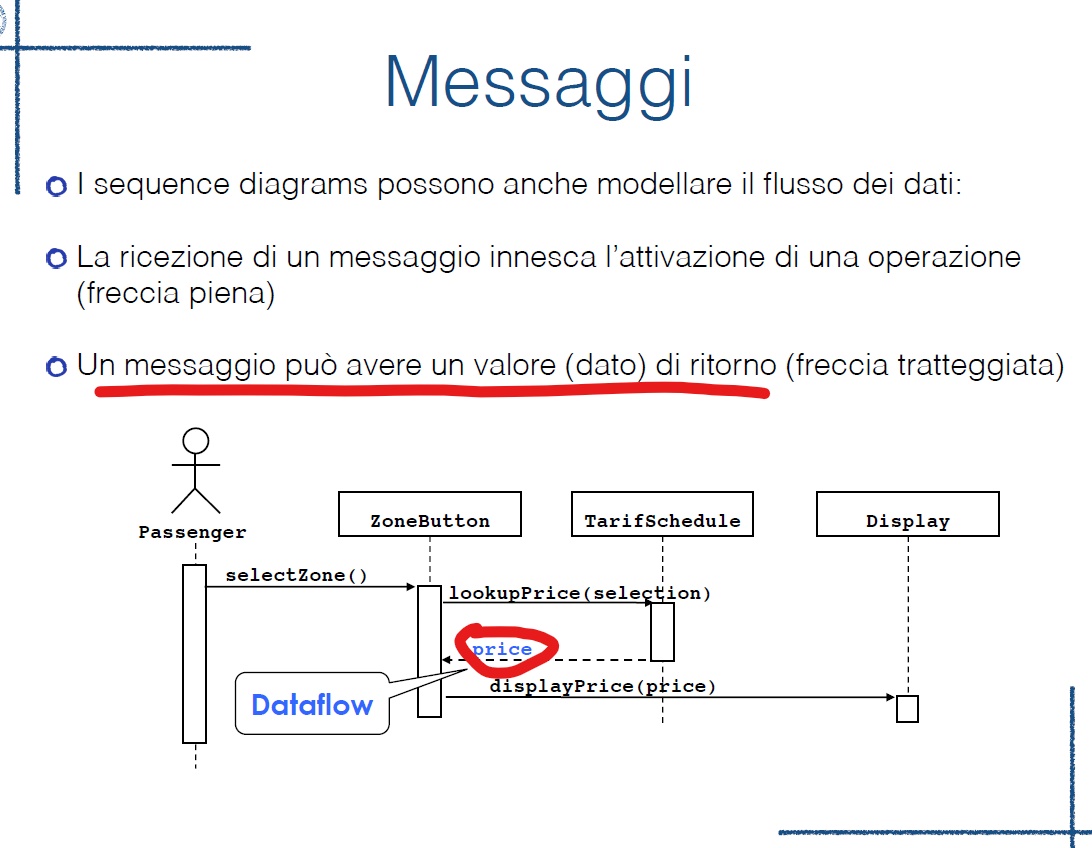 Messaggi
I sequence diagrams possono anche modellare il flusso dei dati:
La ricezione di un messaggio innesca l'attivazione di una operazione
(freccia piena)
Un messaggio può avere un valore (dato) di ritorno (freccia tratteggiata)
Passenger
ZoneButton
TarifSchedule
Display
selectZone()
lookupPrice(selection)
price
displayPrice(price)
Dataflow